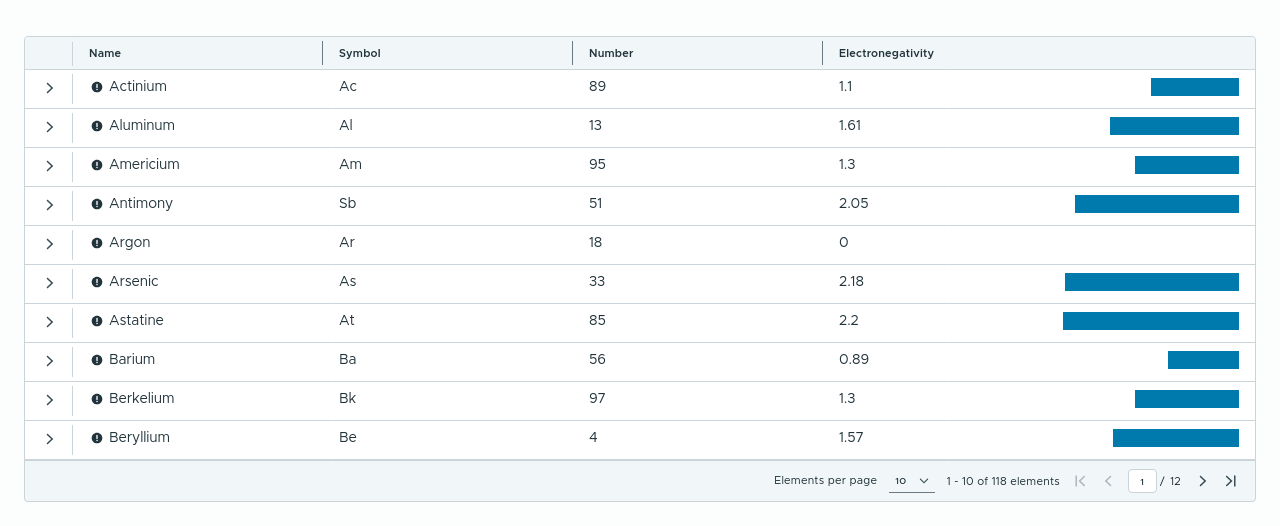 Name Symbol Number Electronegativity
Actinium Ac 89 1.1
Aluminum Al 13 1.61
Americium Am 95 1.3
Antimony Sb 51 2.05
Argon Ar 18 0
Arsenic As 33 2.18
Astatine At 85 2.2
Barium Ba 56 0.89
Berkelium Bk 97 1.3
Beryllium Be 4 1.57
Elements per page 10 1 - 10 of 118 elements 1 / 12